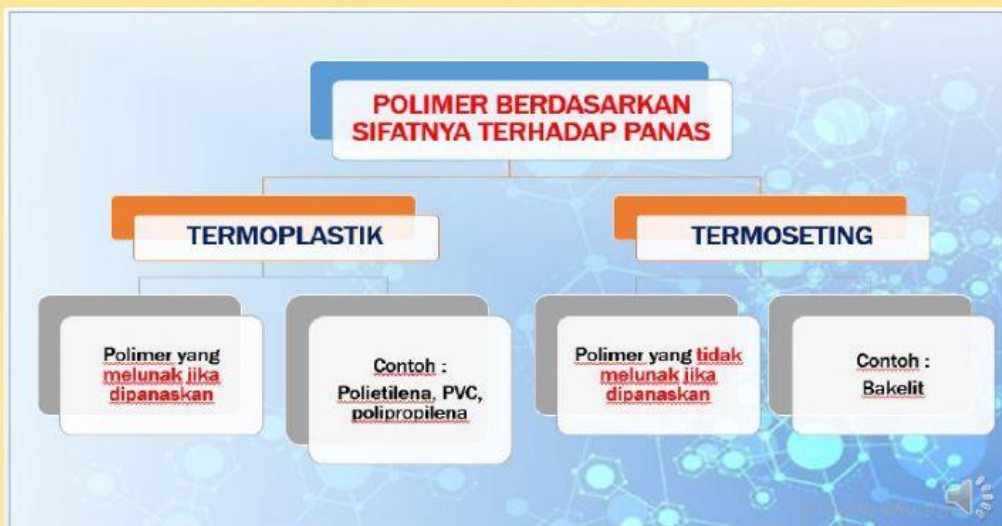 POLIMER BERDASARKAN
SIFATNYA TERHADAP PANAS
TERMOPLASTIK
TERMOSETING
Polimer yang
melunak jika
dipanaskan
Contoh :
Polietilena, PVC,
polipropilena
Polimer yang tidak
melunak jika
dipanaskan
Contoh :
Bakelit